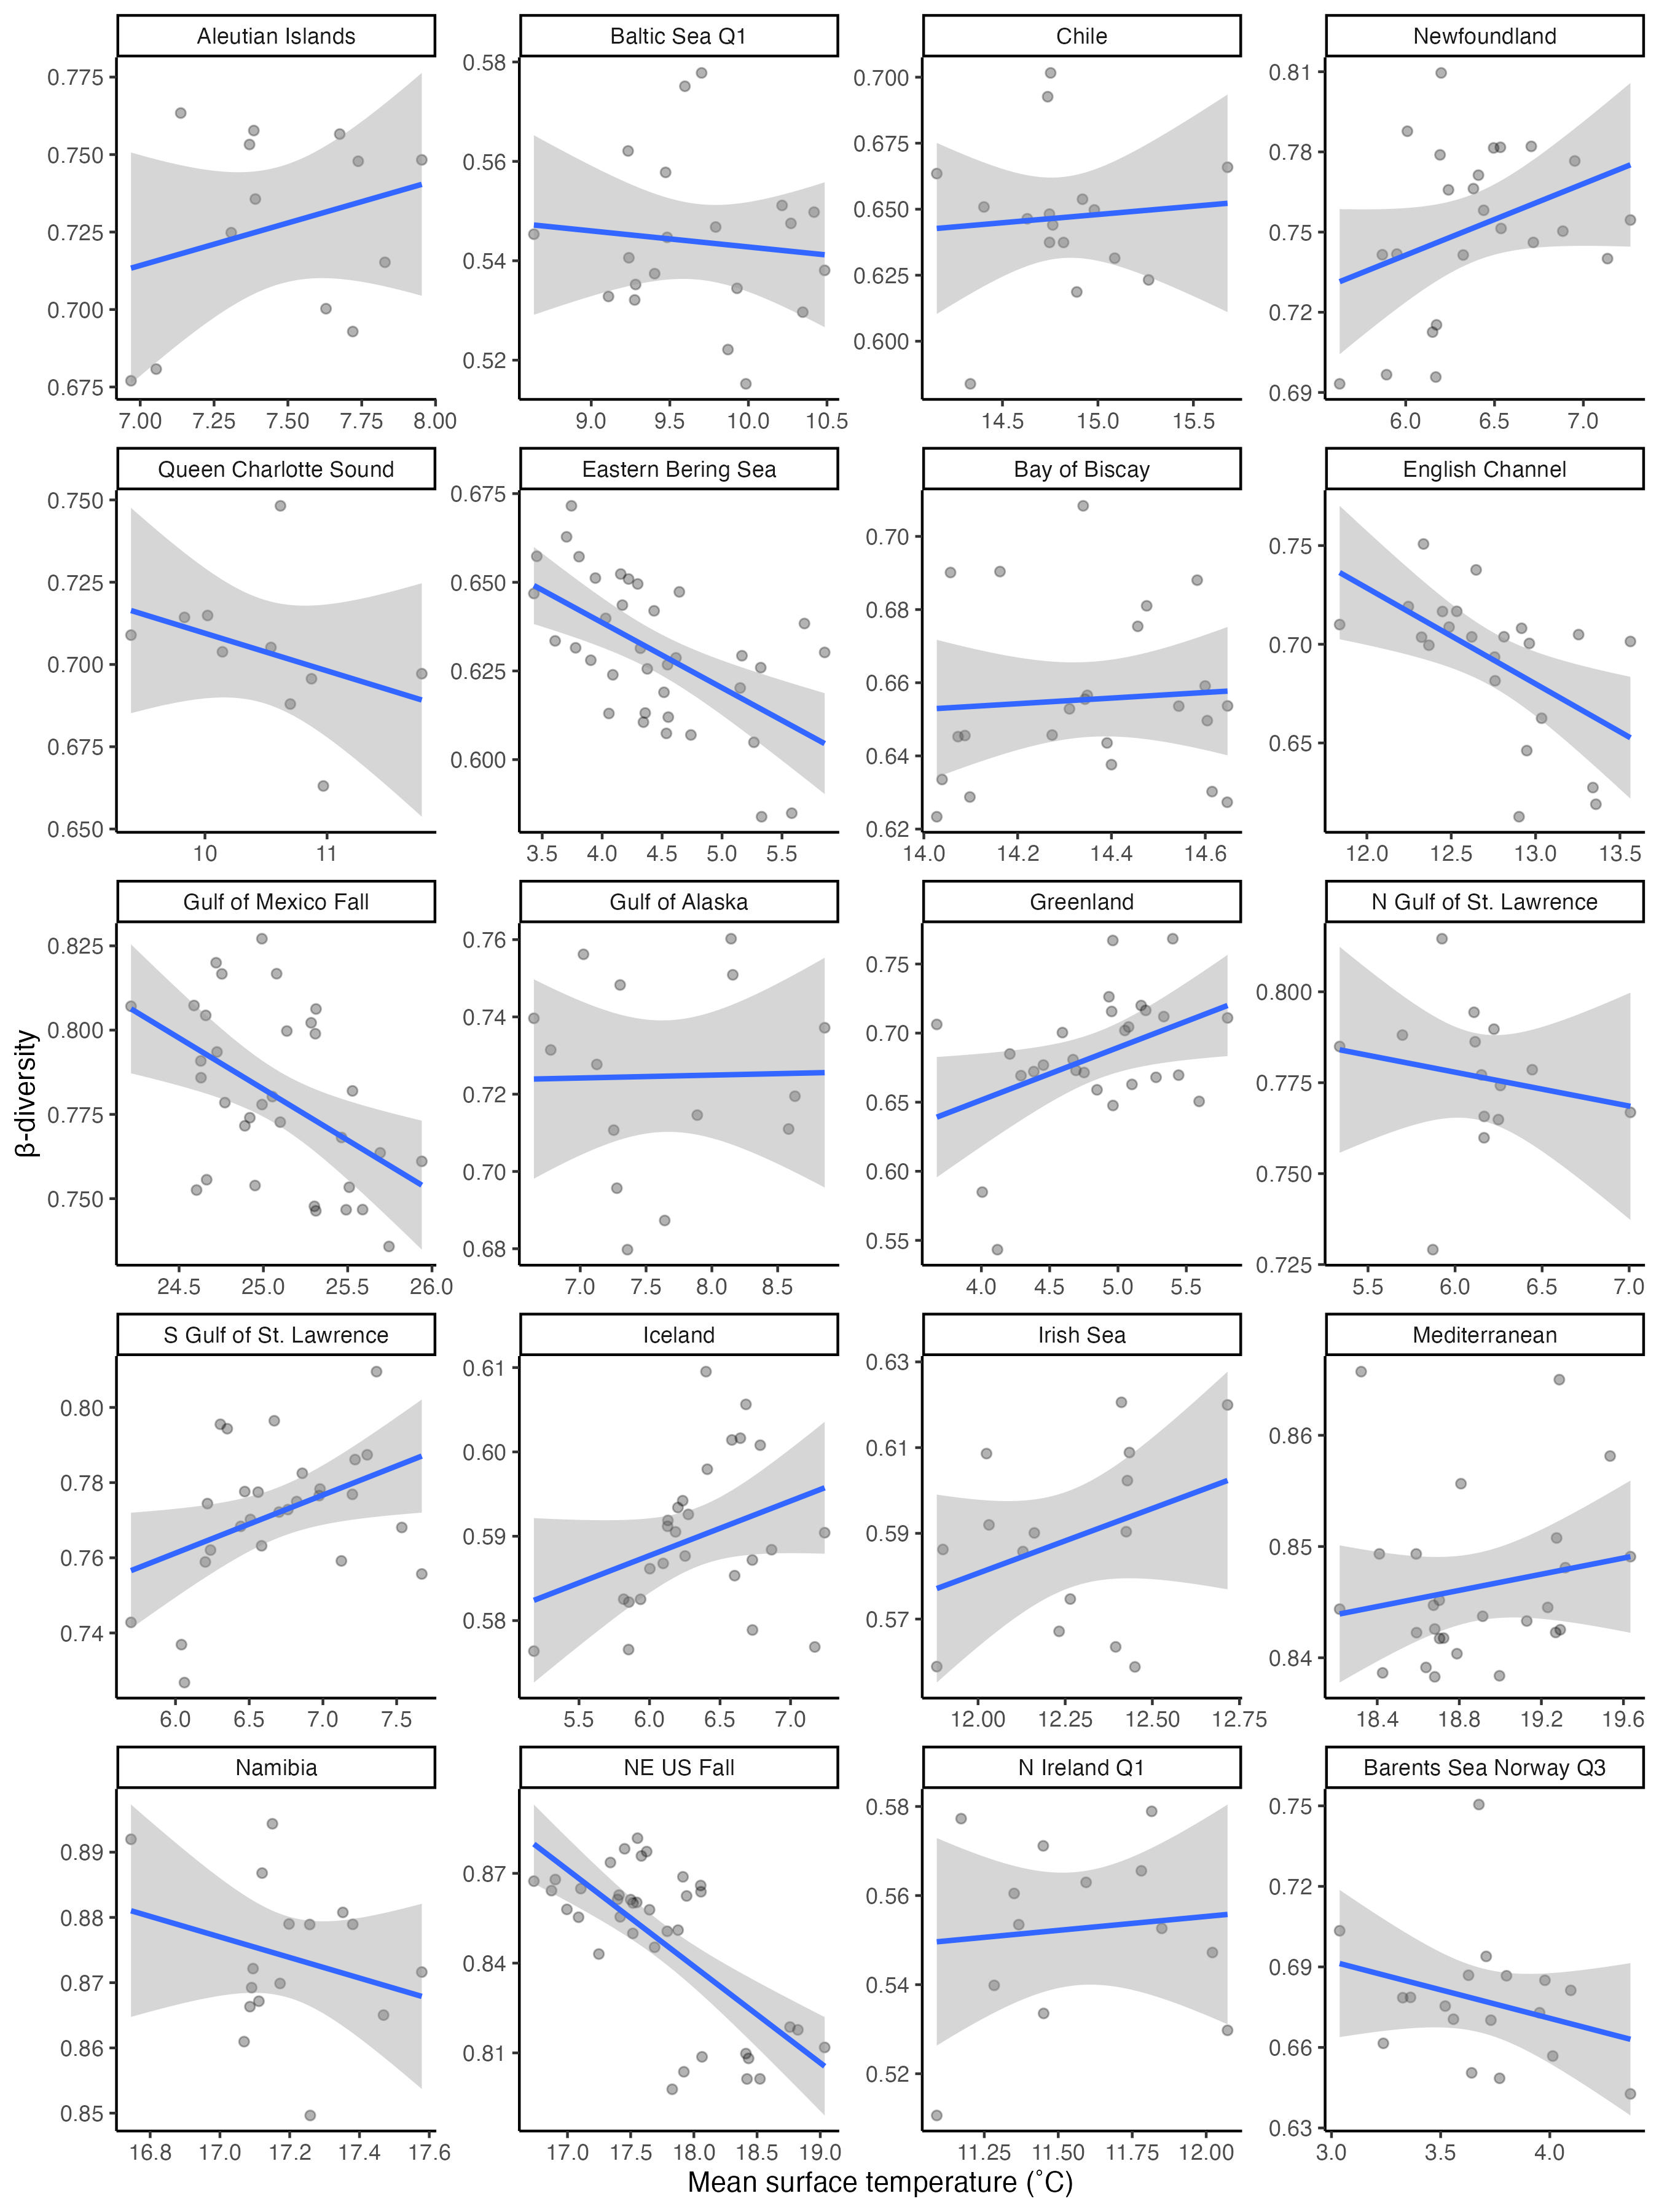 Aleutian Islands
0.775
0.750
0.725
0.700
0.675
7.00 7.25 7.50 7.75 8.00
Baltic Sea Q1
0.58
0.56
0.54
0.52
9.0 9.5 10.0 10.5
Chile
0.700
0.675
0.650
0.625
0.600
14.5 15.0 15.5
Newfoundland
0.81
0.78
0.75
0.72
0.69
6.0 6.5 7.0
Queen Charlotte Sound
0.750
0.725
0.700
0.675
0.650
10 11
Eastern Bering Sea
0.675
0.650
0.625
0.600
3.5 4.0 4.5 5.0 5.5
Bay of Biscay
0.70
0.68
0.66
0.64
0.62
14.0 14.2 14.4 14.6
English Channel
0.75
0.70
0.65
12.0 12.5 13.0 13.5
Gulf of Mexico Fall
0.825
0.800
0.775
0.750
24.5 25.0 25.5 26.0
Gulf of Alaska
0.76
0.74
0.72
0.70
0.68
7.0 7.5 8.0 8.5
Greenland
0.75
0.70
0.65
0.60
0.55
4.0 4.5 5.0 5.5
N Gulf of St. Lawrence
0.800
0.775
0.750
0.725
5.5 6.0 6.5 7.0
S Gulf of St. Lawrence
0.80
0.78
0.76
0.74
6.0 6.5 7.0 7.5
Iceland
0.61
0.60
0.59
0.58
5.5 6.0 6.5 7.0
Irish Sea
0.63
0.61
0.59
0.57
12.00 12.25 12.50 12.75
Mediterranean
0.86
0.85
0.84
18.4 18.8 19.2 19.6
Namibia
0.89
0.88
0.87
0.86
0.85
16.8 17.0 17.2 17.4 17.6
NE US Fall
0.87
0.84
0.81
17.0 17.5 18.0 18.5 19.0
N Ireland Q1
0.58
0.56
0.54
0.52
11.25 11.50 11.75 12.00
Barents Sea Norway Q3
0.75
0.72
0.69
0.66
0.63
3.0 3.5 4.0
β-diversity
Mean surface temperature (˚C)